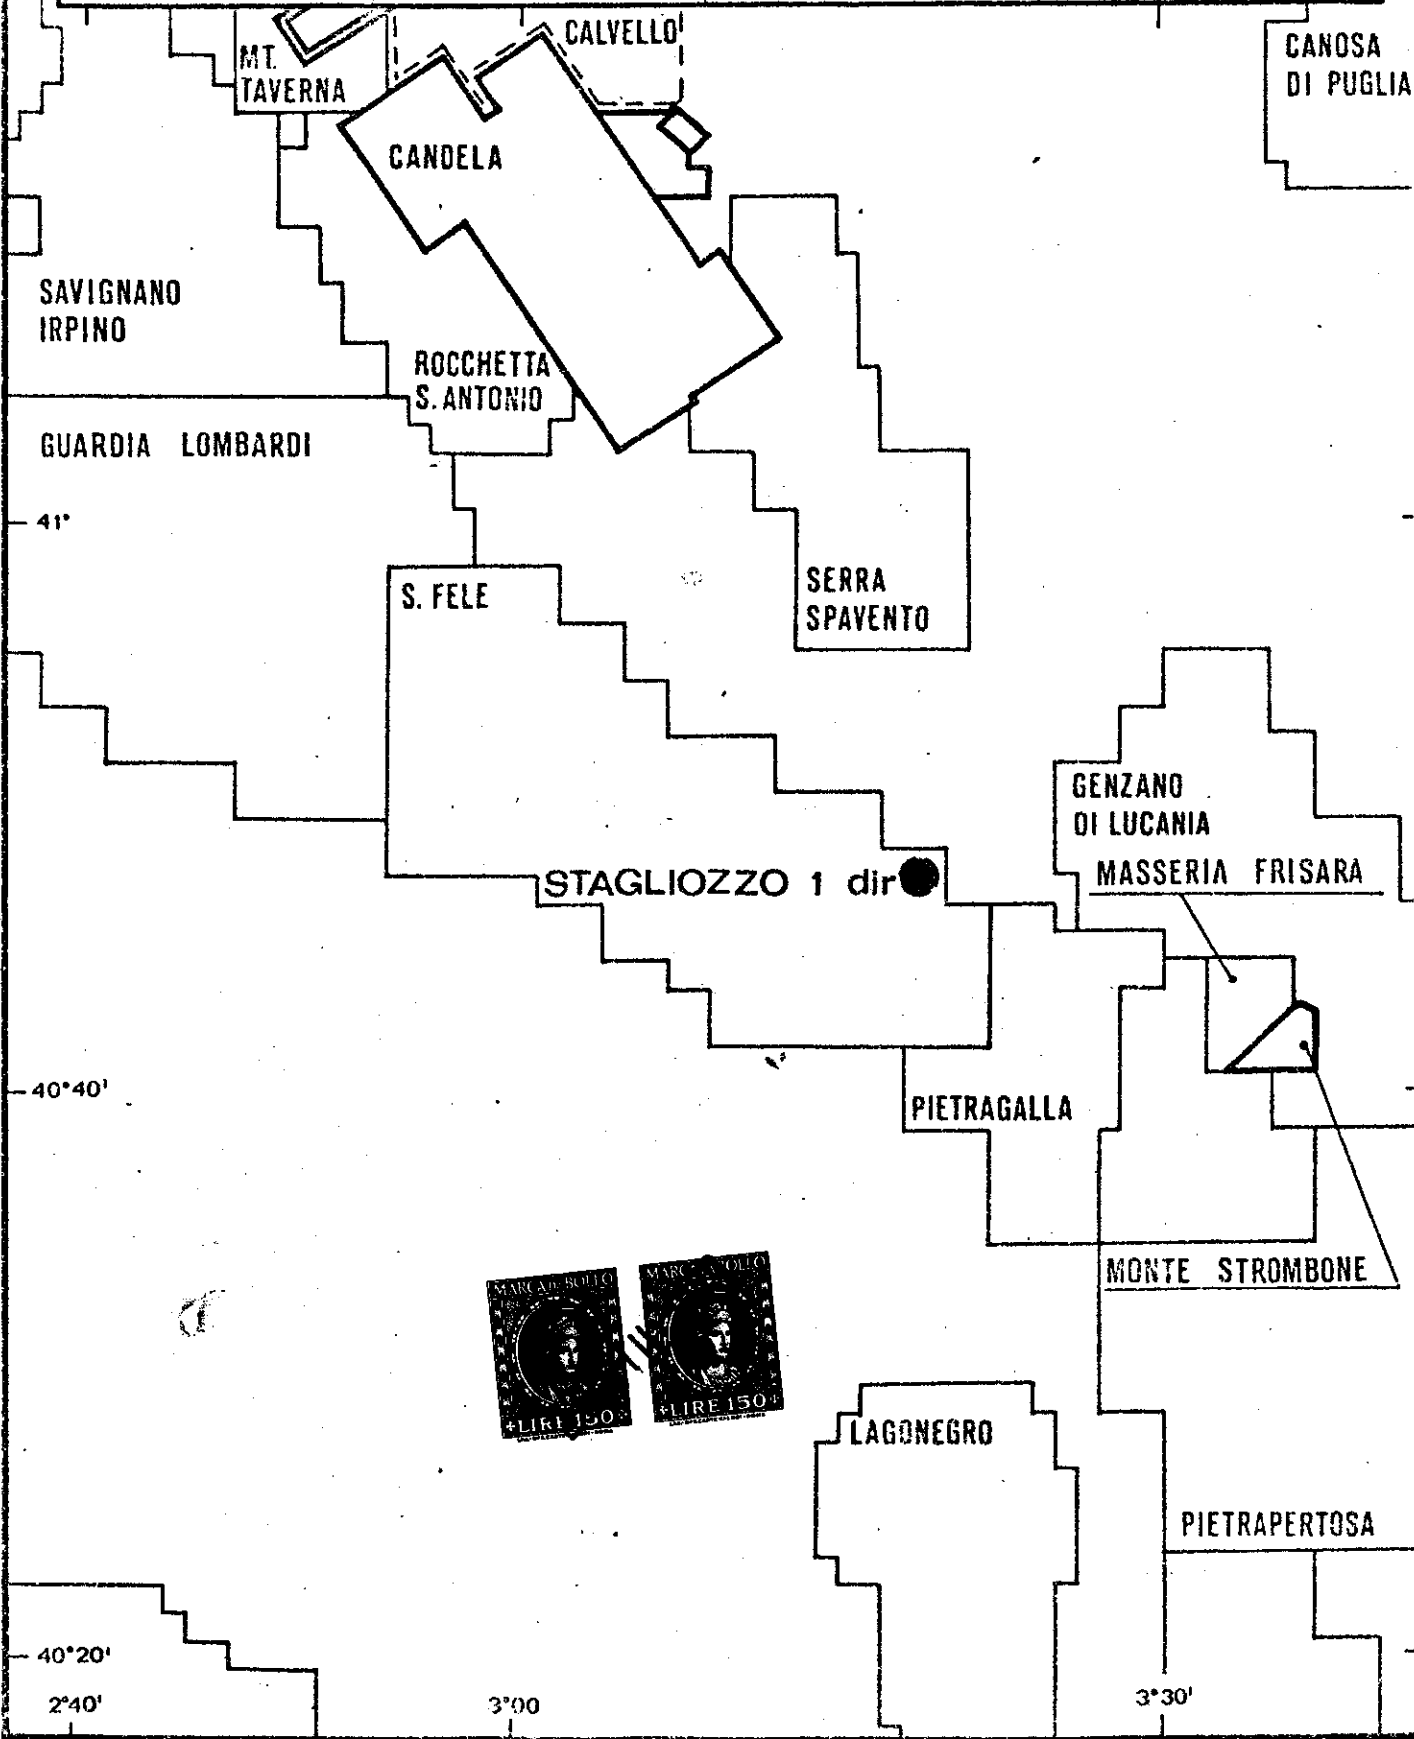 CALVELLO
CANOSA
DI PUGLIA
MT.
TAVERNA
CANDELA
SAVIGNANO
IRPINO
ROCCHETTA
S. ANTONIO
GUARDIA LOMBARDI
41°
S. FELE
SERRA
SPAVENTO
GENZANO
DI LUCANIA
MASSERIA FRISARA
STAGLIOZZO 1 dir
40°40'
PIETRAGALLA
MONTE STROMBONE
MARCA DA BOLLO
LIRE 150
MARCA DA BOLLO
LIRE 150
LAGONEGRO
PIETRAPERTOSA
40°20'
2°40'
3°00
3°30'